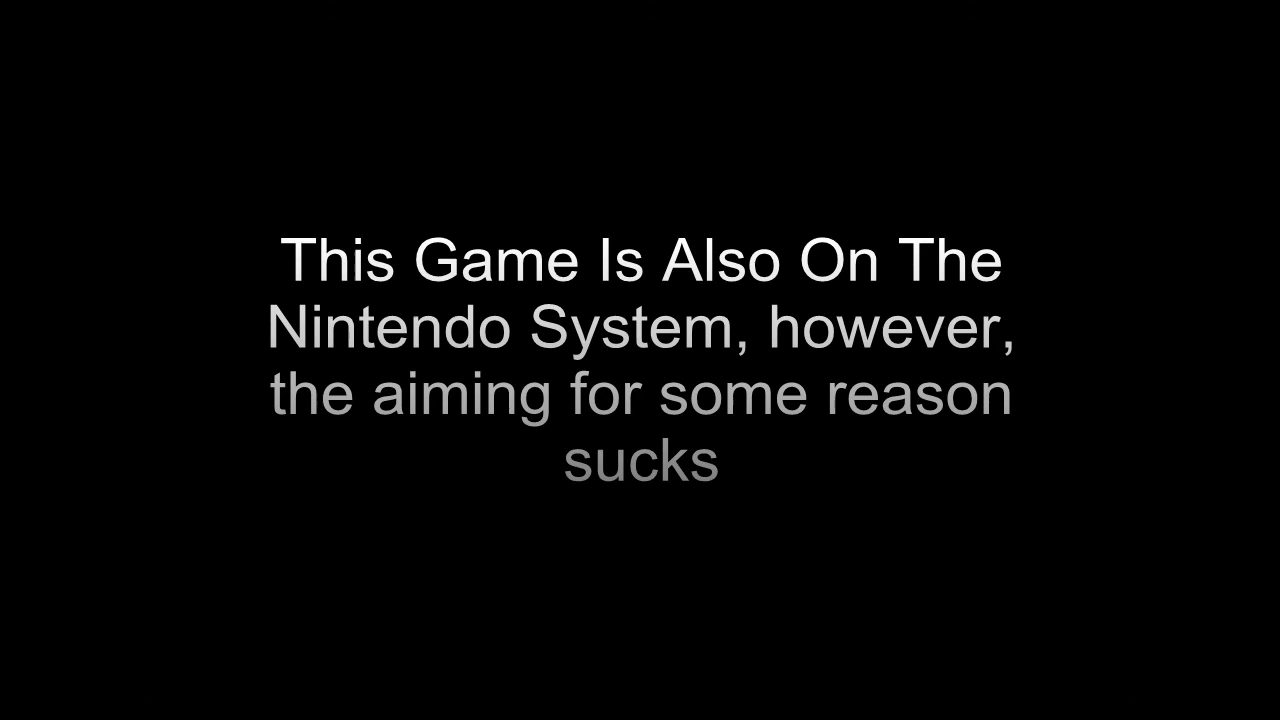 This Game Is Also On The
Nintendo System, however,
the aiming for some reason
sucks